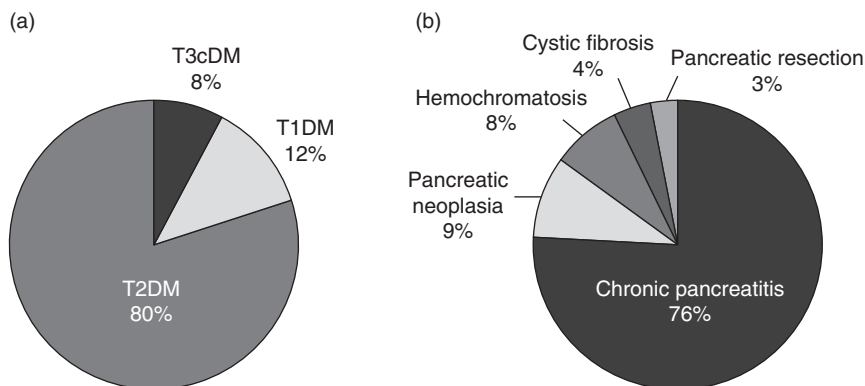 (a)
T3cDM
8%
T1DM
12%
T2DM
80%
(b)
Cystic fibrosis
4%
Pancreatic resection
3%
Hemochromatosis
8%
Pancreatic
neoplasia
9%
Chronic pancreatitis
76%